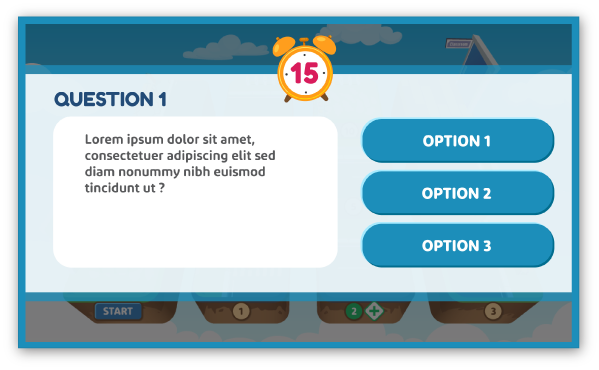 15
QUESTION 1
Lorem ipsum dolor sit amet,
consectetuer adipiscing elit sed
diam nonummy nibh euismod
tincidunt ut ?
OPTION 1
OPTION 2
OPTION 3
START
1
2
3